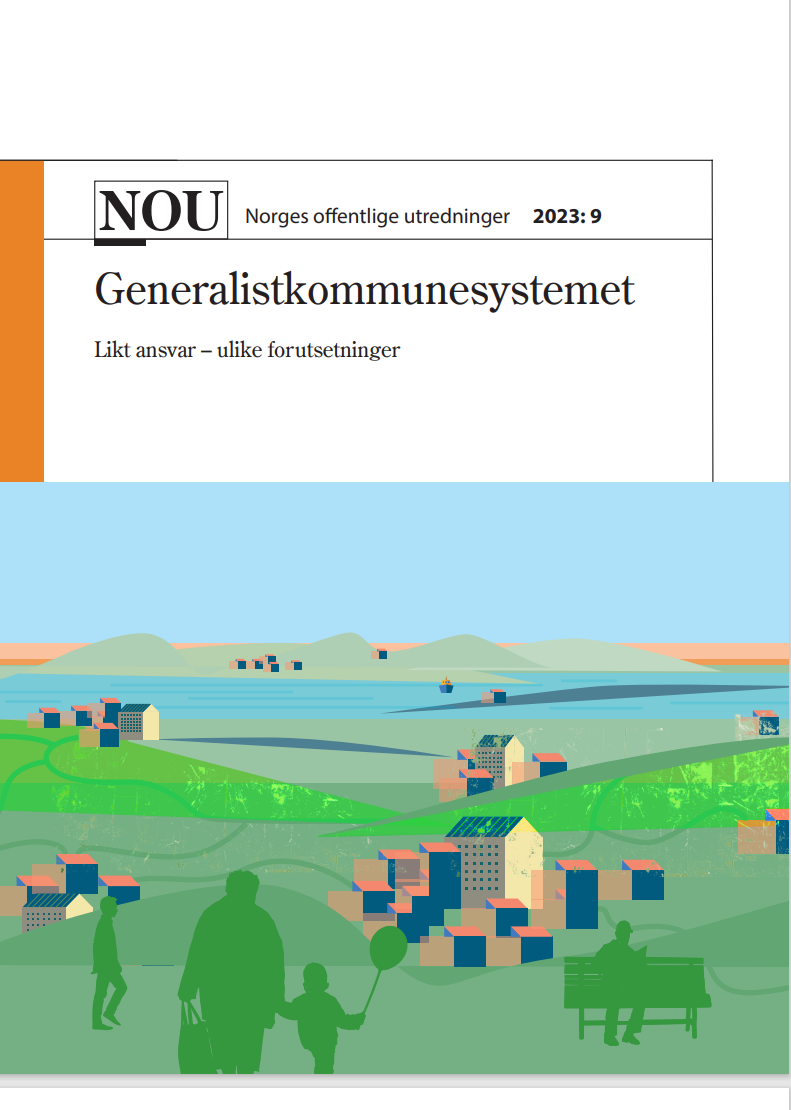 NOU Norges offentlige utredninger 2023: 9
Generalistkommunesystemet
Likt ansvar – ulike forutsetninger